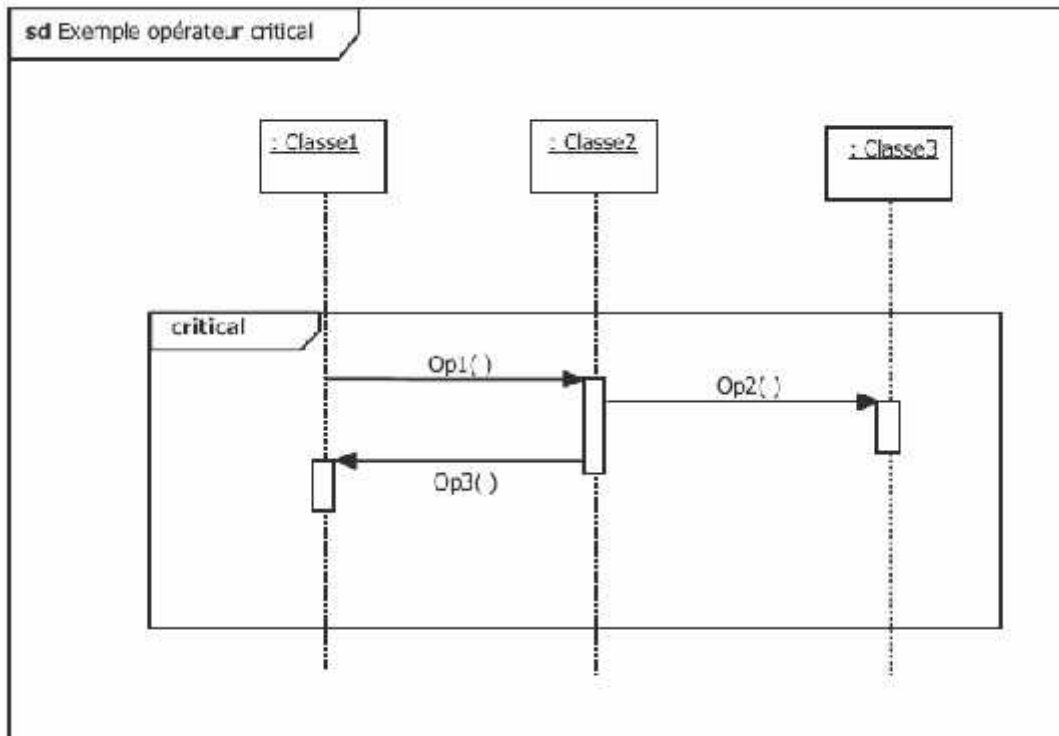 sd Exemple opérateur critical
: Classe1
: Classe2
: Classe3
critical
Op1( )
Op2( )
Op3( )